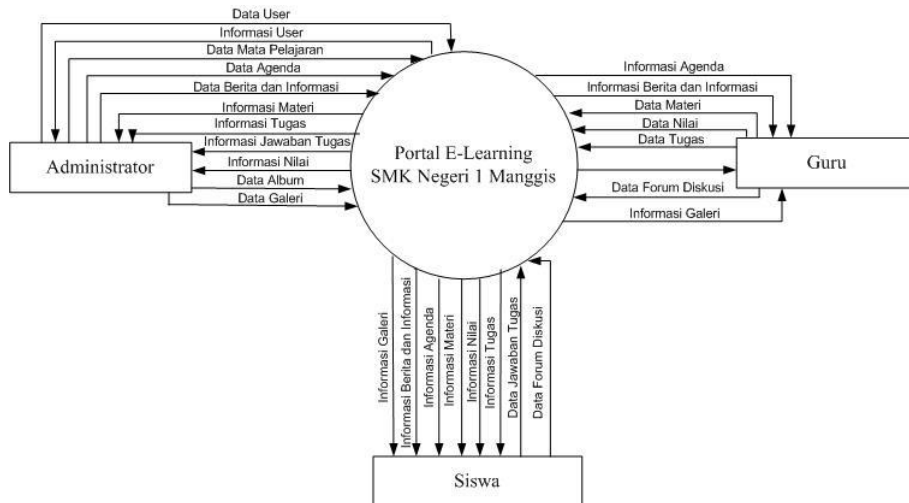 Data User
Informasi User
Data Mata Pelajaran
Data Agenda
Data Berita dan Informasi
Informasi Materi
Informasi Tugas
Informasi Jawaban Tugas
Informasi Nilai
Data Album
Data Galeri
Administrator
Portal E-Learning
SMK Negeri 1 Manggis
Informasi Agenda
Informasi Berita dan Informasi
Data Materi
Data Nilai
Data Tugas
Data Forum Diskusi
Informasi Galeri
Guru
Informasi Galeri
Informasi Berita dan Informasi
Informasi Agenda
Informasi Materi
Informasi Nilai
Informasi Tugas
Data Jawaban Tugas
Data Forum Diskusi
Siswa